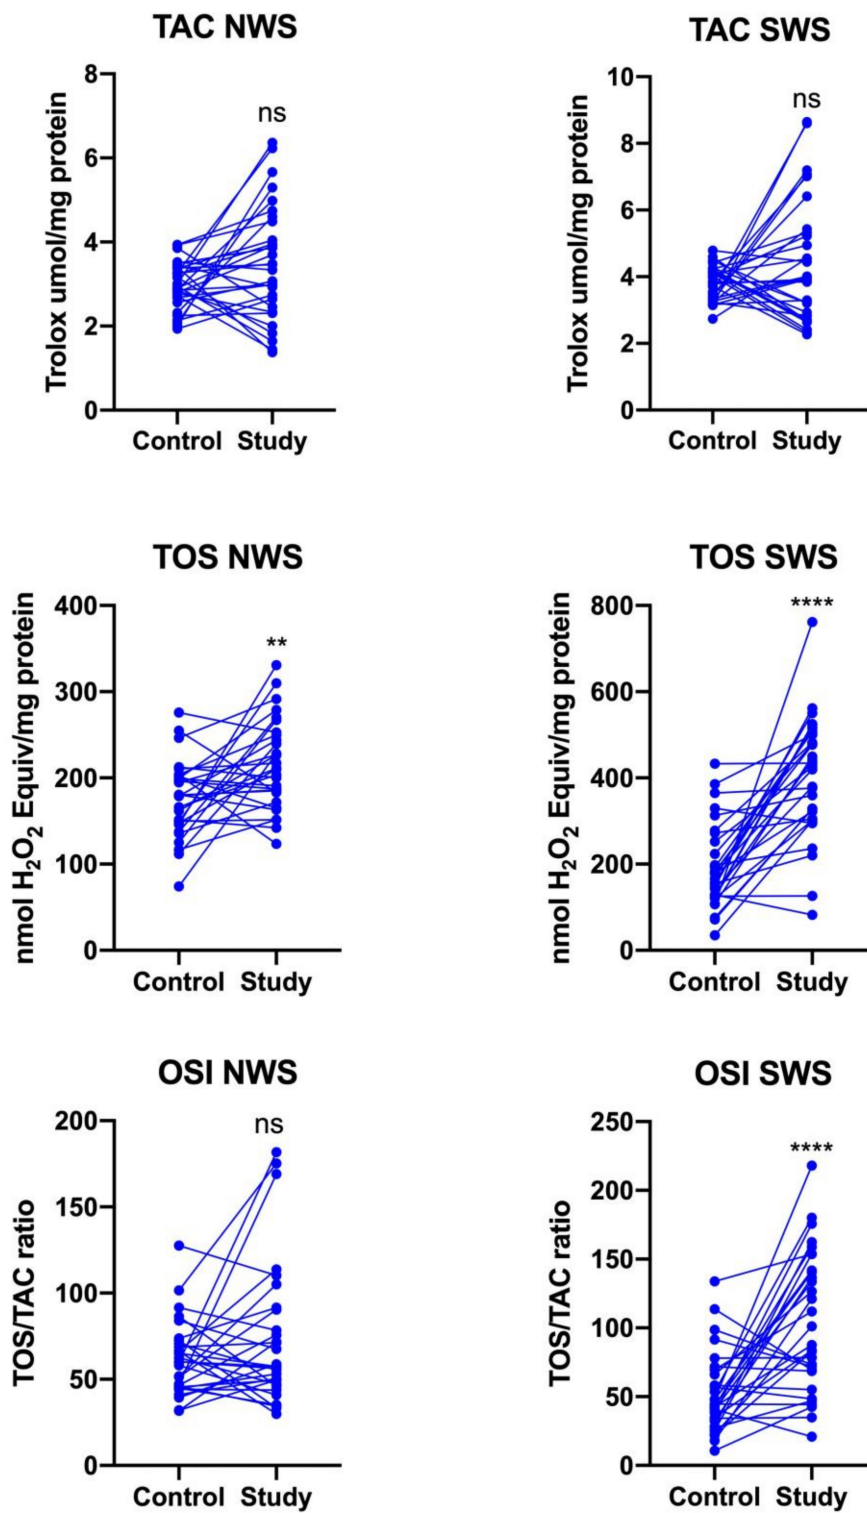 TAC NWS
Trolox umol/mg protein
8
6
4
2
0
ns
Control Study
TAC SWS
Trolox umol/mg protein
10
8
6
4
2
0
ns
Control Study
TOS NWS
nmol H₂O₂ Equiv/mg protein
400
300
200
100
0
**
Control Study
TOS SWS
nmol H₂O₂ Equiv/mg protein
800
600
400
200
0
****
Control Study
OSI NWS
TOS/TAC ratio
200
150
100
50
0
ns
Control Study
OSI SWS
TOS/TAC ratio
250
200
150
100
50
0
****
Control Study